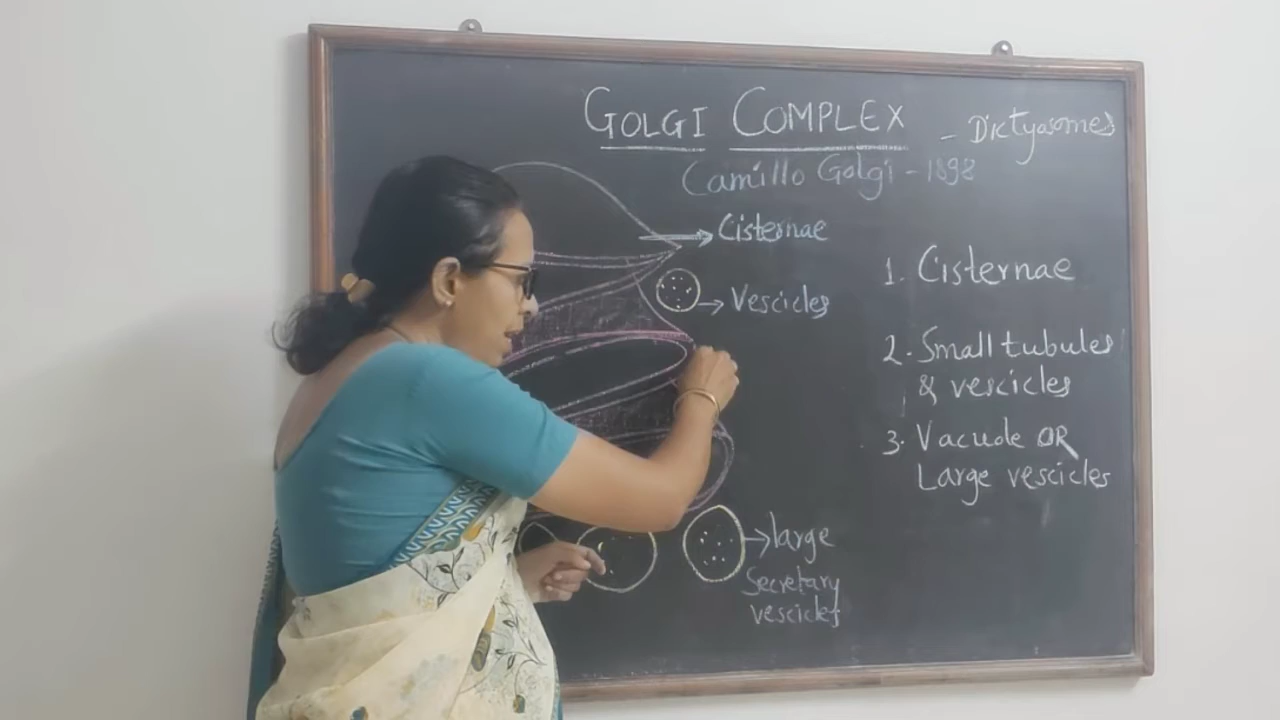 GOLGI COMPLEX - Dictyosomes
Camillo Golgi - 1898
Cisternae
Vescicles
1. Cisternae
2. Small tubules
& vescicles
3. Vacuole OR
Large vescicles
large
Secretary
vescicles